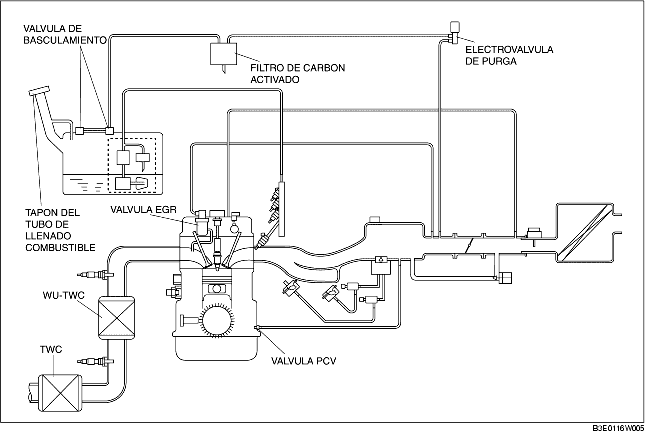 VALVULA DE
BASCULAMIENTO
FILTRO DE CARBON
ACTIVADO
ELECTROVALVULA
DE PURGA
TAPON DEL
TUBO DE
LLENADO
COMBUSTIBLE
VALVULA EGR
WU-TWC
TWC
VALVULA PCV
B3E0116W005